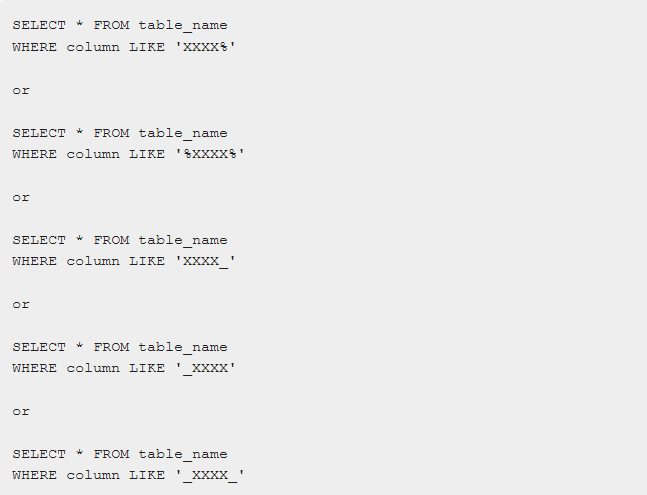 SELECT * FROM table_name
WHERE column LIKE 'XXXX%'
or
SELECT * FROM table_name
WHERE column LIKE '%XXXX%'
or
SELECT * FROM table_name
WHERE column LIKE 'XXXX_'
or
SELECT * FROM table_name
WHERE column LIKE '_XXXX'
or
SELECT * FROM table_name
WHERE column LIKE '_XXXX_'